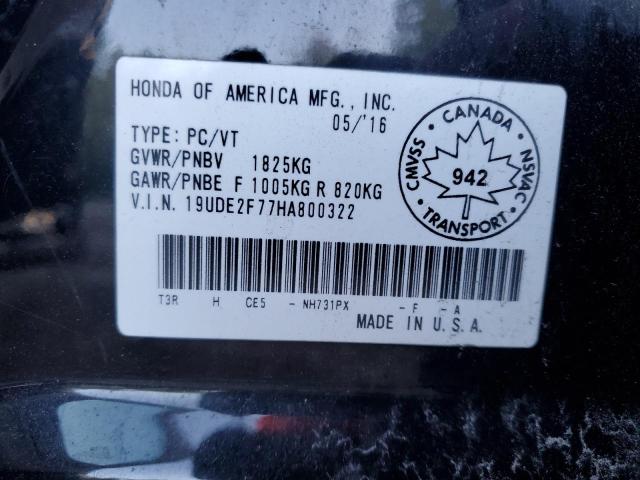 HONDA OF AMERICA MFG., INC.
05/'16
TYPE: PC/VT
GVWR/PNBV 1825KG
GAWR/PNBE F 1005KG R 820KG
V.I.N. 19UDE2F77HA800322
CANADA
CMVSS
NSVAC
942
TRANSPORT
T3R H CE5 - NH731PX - F - A
MADE IN U.S.A.